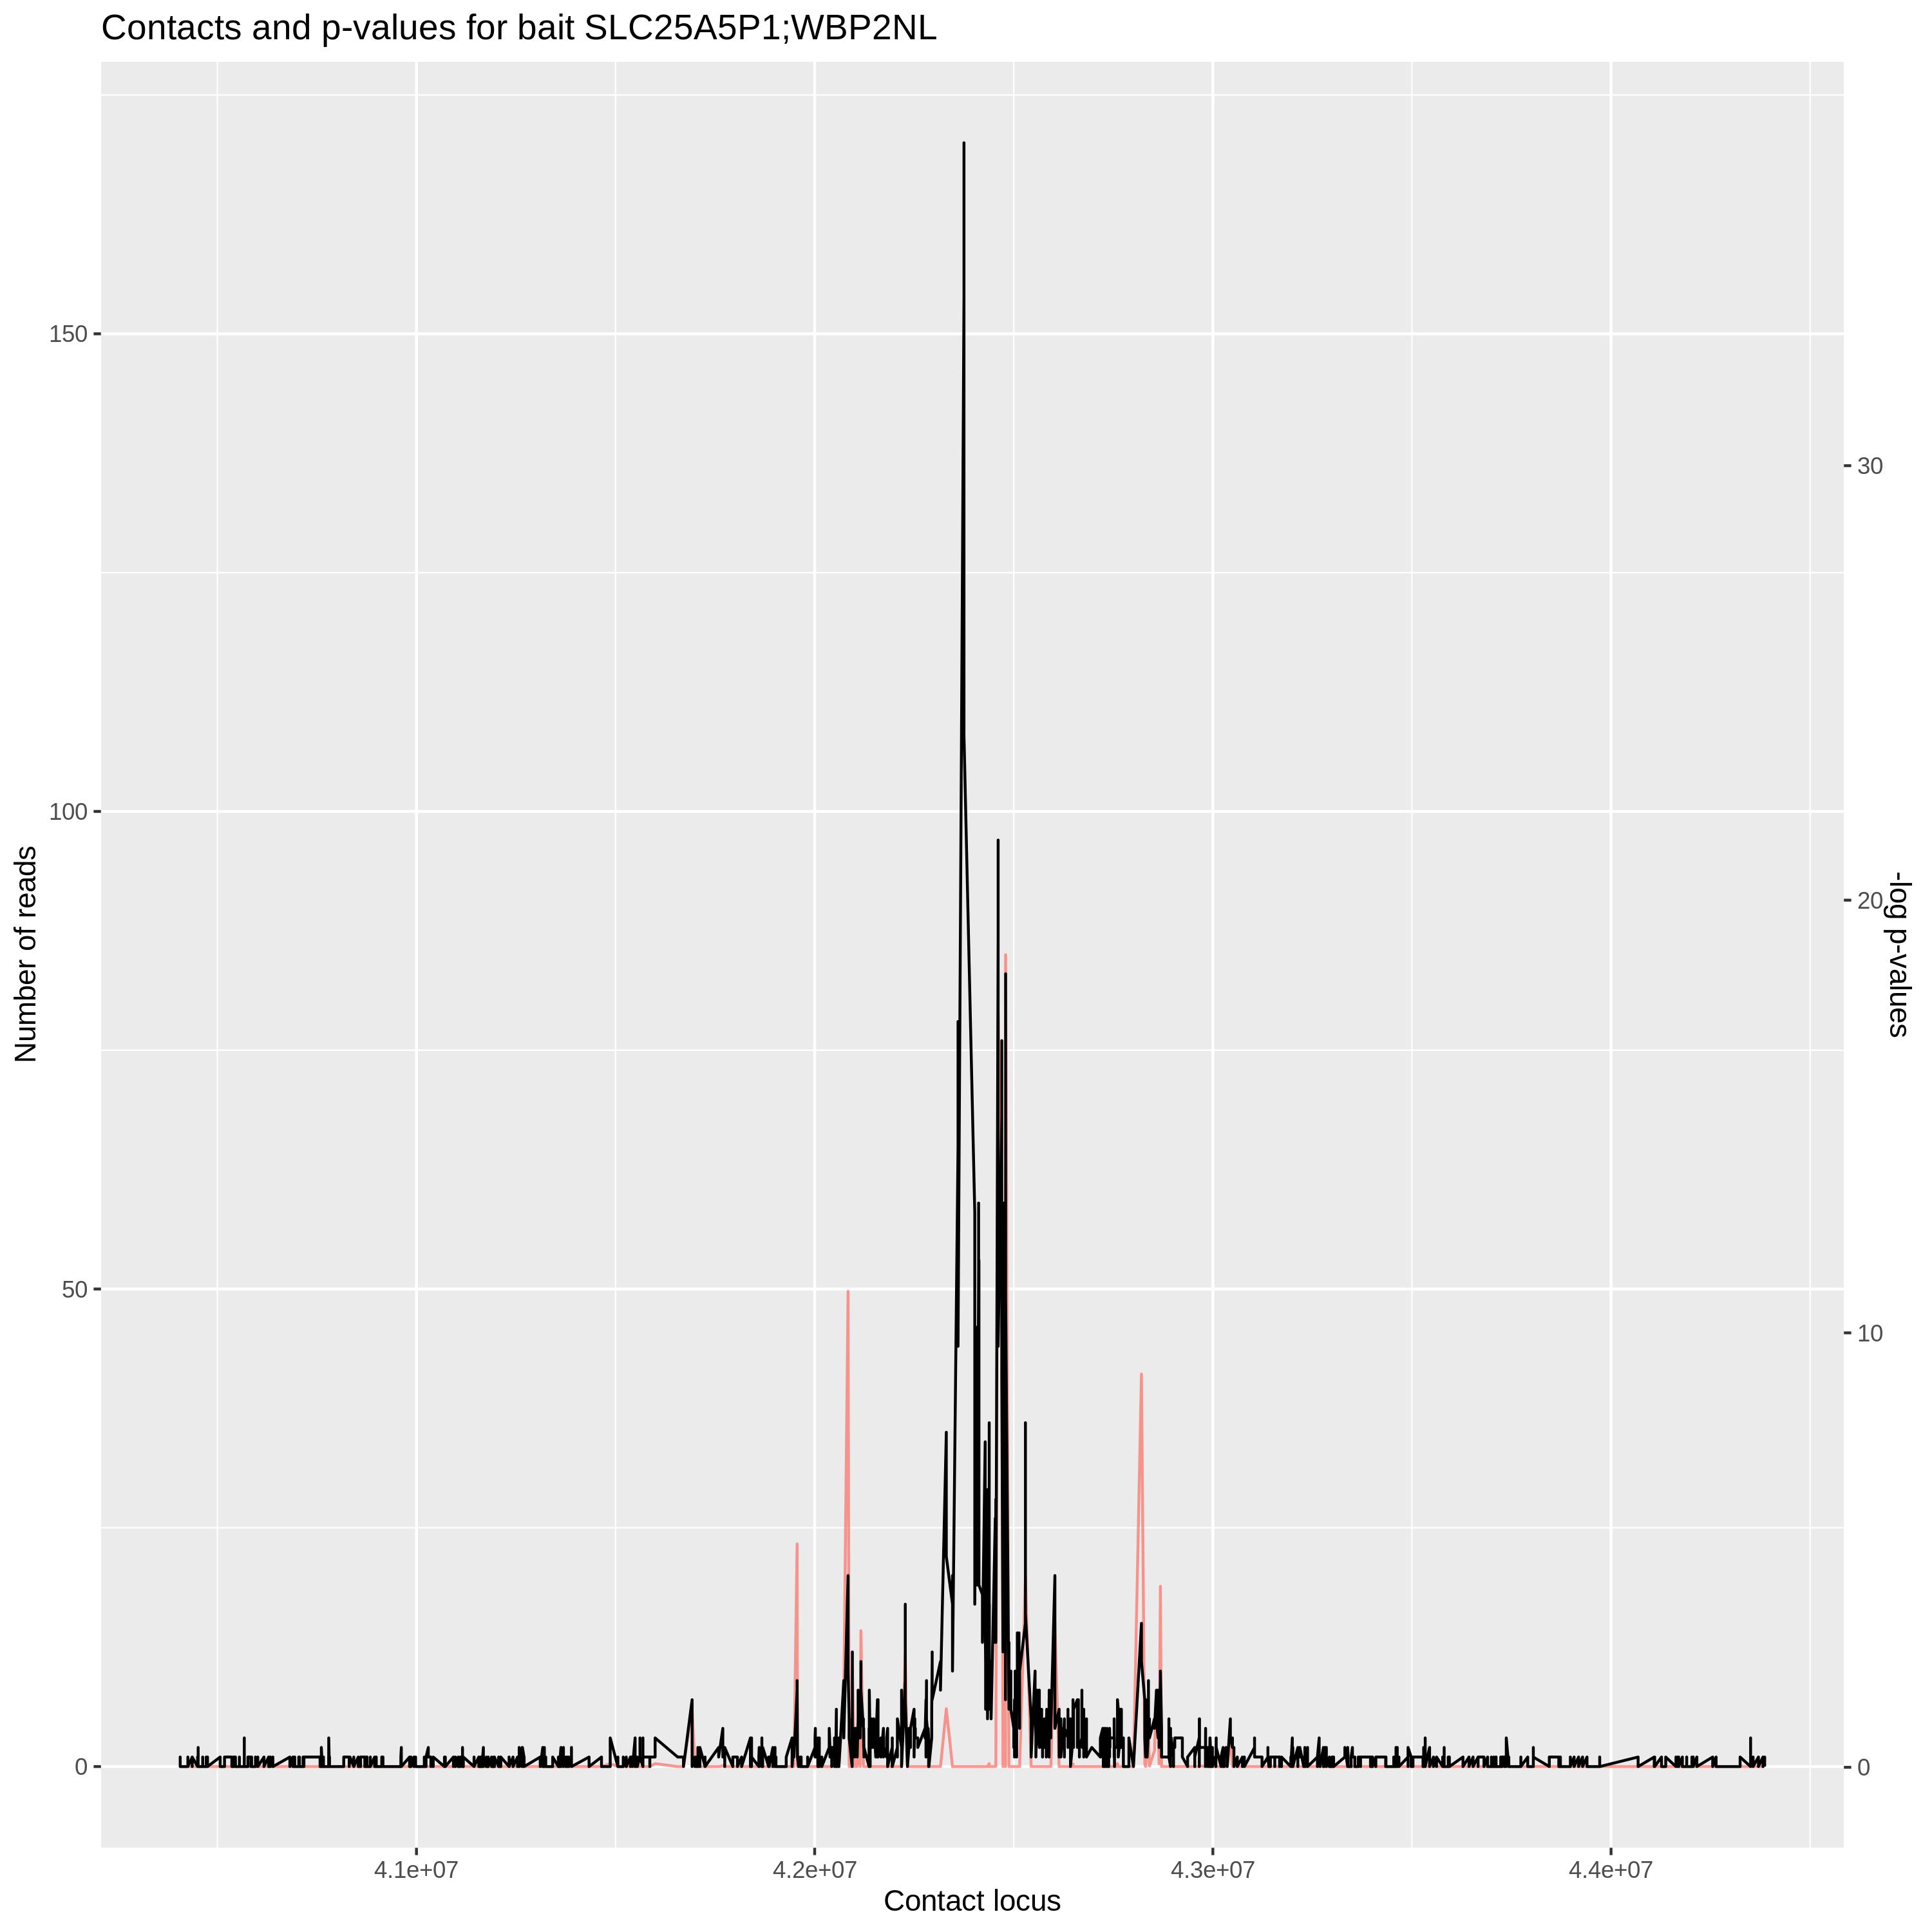 Contacts and p-values for bait SLC25A5P1;WBP2NL
Number of reads
150
100
50
0
30
20
10
0
-log p-values
4.1e+07 4.2e+07 4.3e+07 4.4e+07
Contact locus